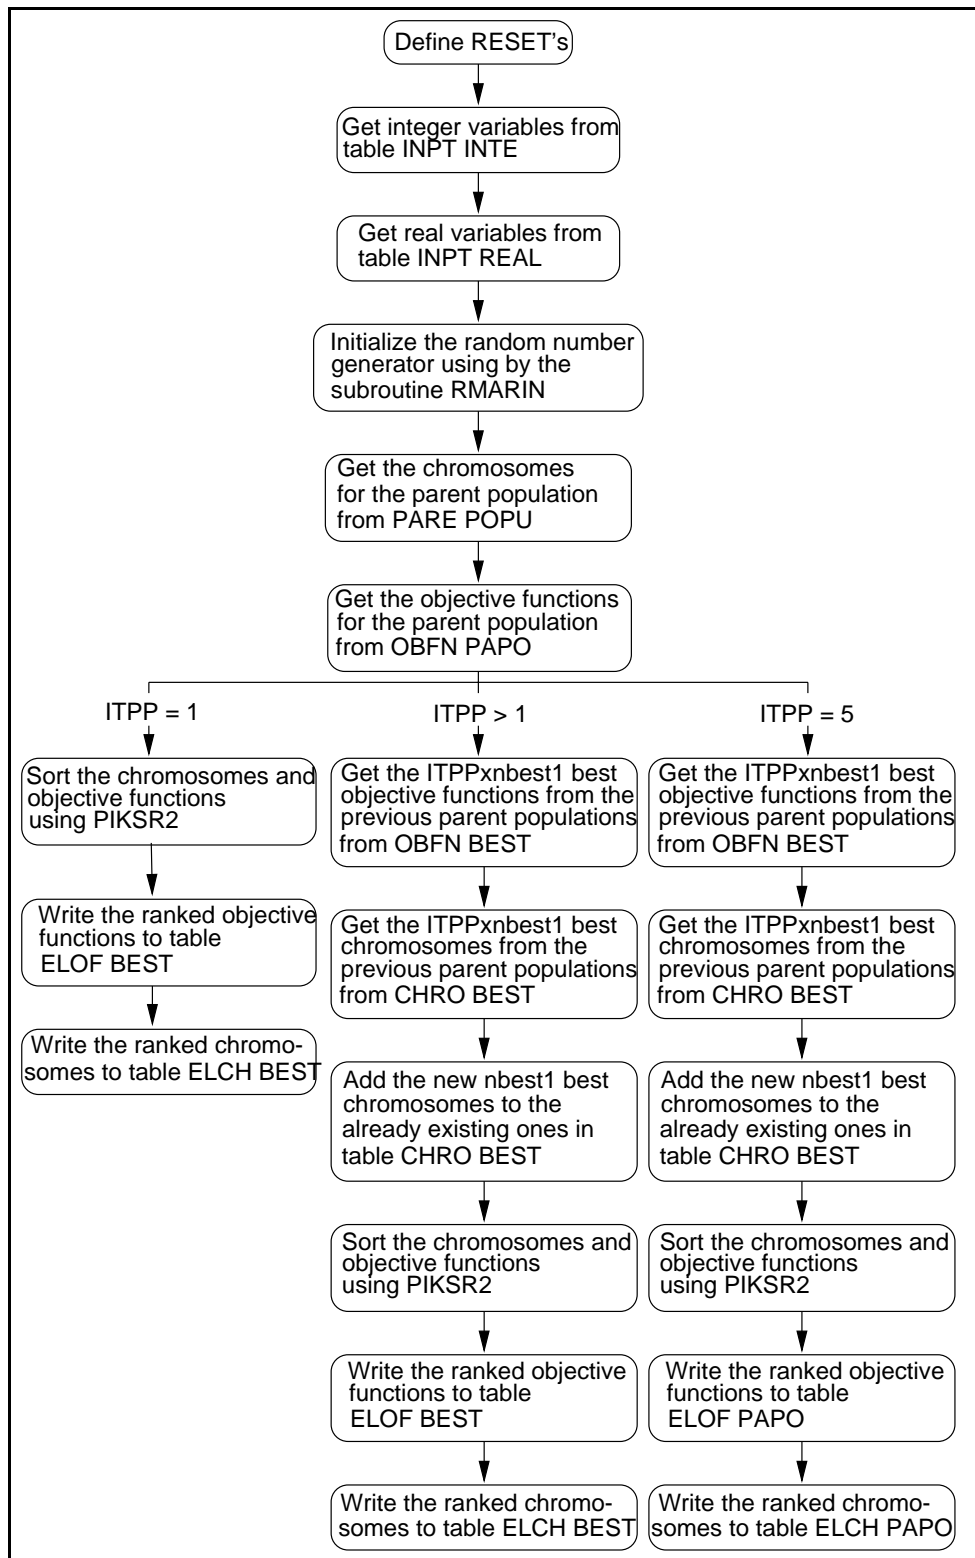 Define RESET's
Get integer variables from
table INPT INTE
Get real variables from
table INPT REAL
Initialize the random number
generator using by the
subroutine RMARIN
Get the chromosomes
for the parent population
from PARE POPU
Get the objective functions
for the parent population
from OBFN PAPO
ITPP = 1
Sort the chromosomes and
objective functions
using PIKSR2
Write the ranked objective
functions to table
ELOF BEST
Write the ranked chromo-
somes to table ELCH BEST
ITPP > 1
Get the ITPPxnbest1 best
objective functions from the
previous parent populations
from OBFN BEST
Get the ITPPxnbest1 best
chromosomes from the
previous parent populations
from CHRO BEST
Add the new nbest1 best
chromosomes to the
already existing ones in
table CHRO BEST
Sort the chromosomes and
objective functions
using PIKSR2
Write the ranked objective
functions to table
ELOF BEST
Write the ranked chromo-
somes to table ELCH BEST
ITPP = 5
Get the ITPPxnbest1 best
objective functions from the
previous parent populations
from OBFN BEST
Get the ITPPxnbest1 best
chromosomes from the
previous parent populations
from CHRO BEST
Add the new nbest1 best
chromosomes to the
already existing ones in
table CHRO BEST
Sort the chromosomes and
objective functions
using PIKSR2
Write the ranked objective
functions to table
ELOF PAPO
Write the ranked chromo-
somes to table ELCH PAPO